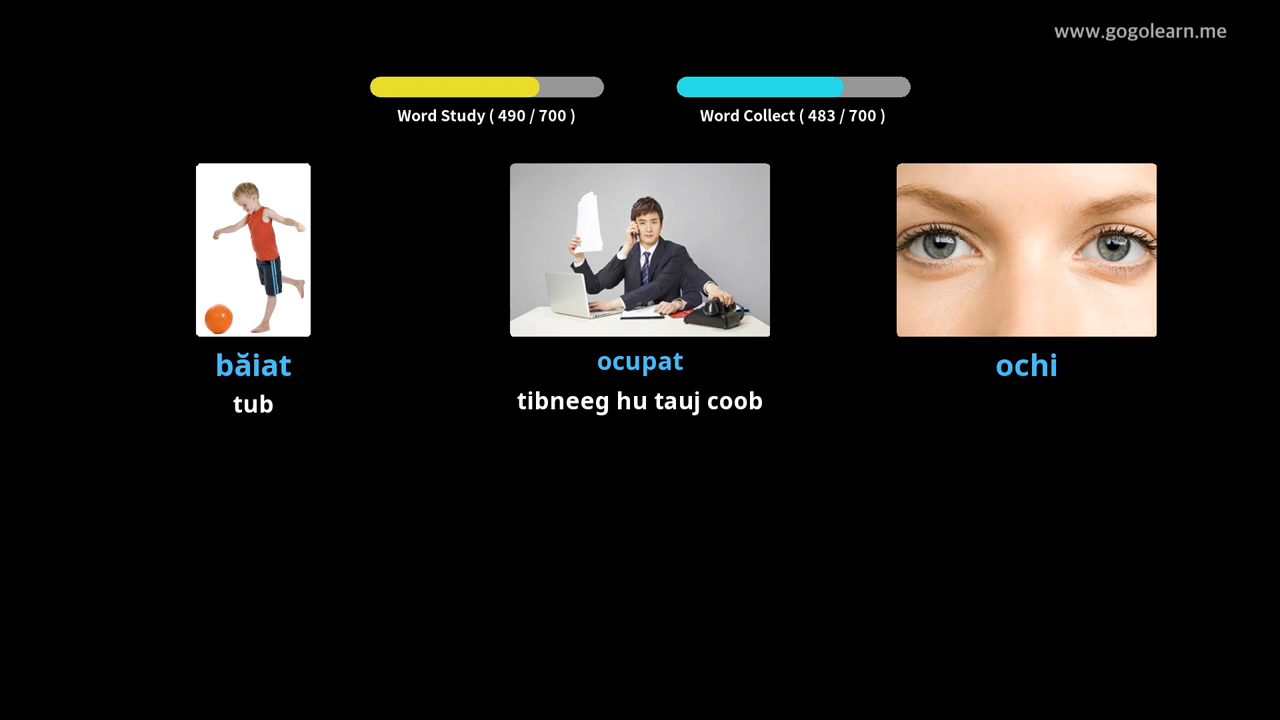 www.gogolearn.me
Word Study ( 490 / 700 )
Word Collect ( 483 / 700 )
băiat
tub
ocupat
tibneeg hu tauj coob
ochi